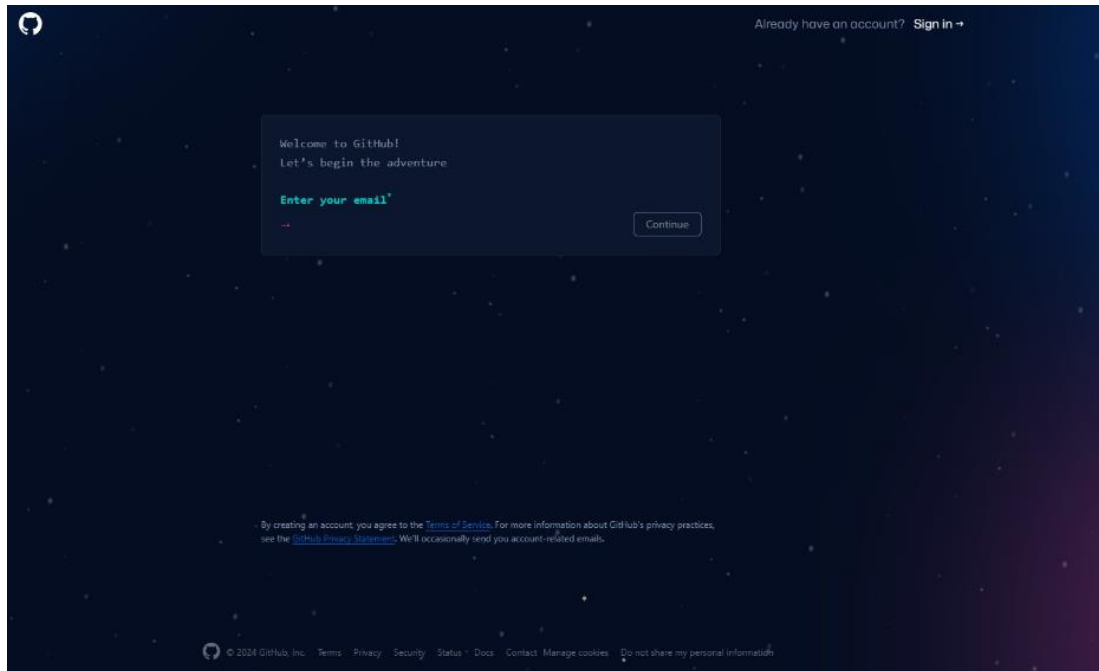 Already have an account? Sign in →
Welcome to GitHub!
Let's begin the adventure
Enter your email*
→ Continue
By creating an account, you agree to the Terms of Service. For more information about GitHub's privacy practices,
see the GitHub Privacy Statement. We'll occasionally send you account-related emails.
© 2024 GitHub, Inc. Terms Privacy Security Status Docs Contact Manage cookies Do not share my personal information